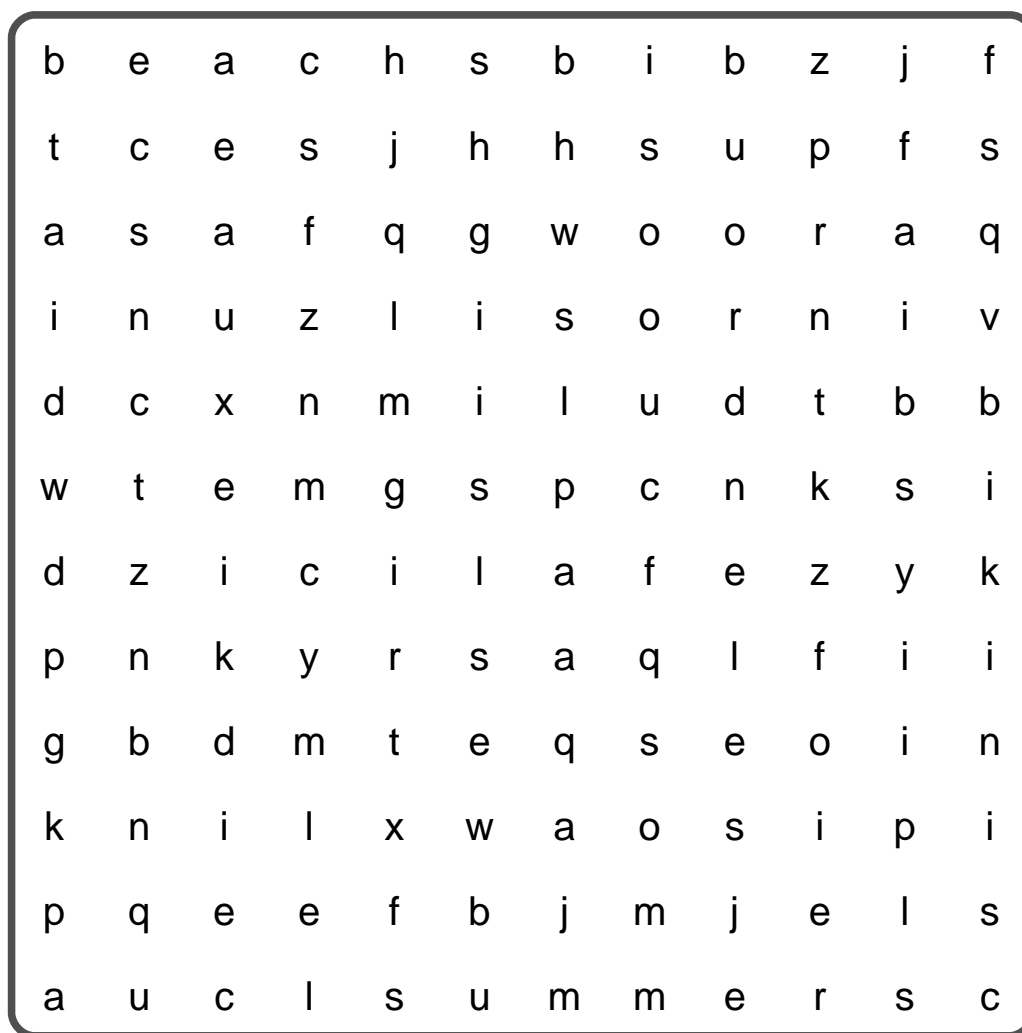 b e a c h s b i b z j f
t c e s j h h s u p f s
a s a f q g w o o r a q
i n u z l i s o r n i v
d c x n m i l u d t b b
w t e m g s p c n k s i
d z i c i l a f e z y k
p n k y r s a q l f i i
g b d m t e q s e o i n
k n i l x w a o s i p i
p q e e f b j m j e l s
a u c l s u m m e r s c